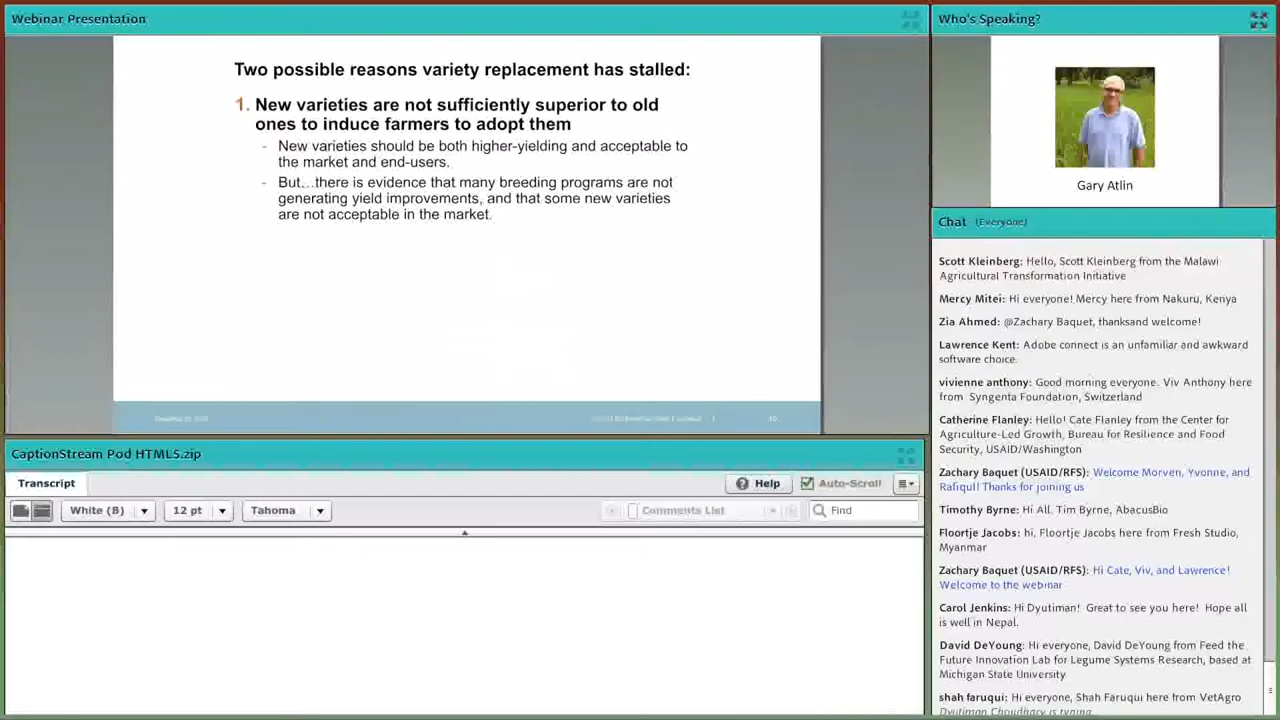 Webinar Presentation
Two possible reasons variety replacement has stalled:
1. New varieties are not sufficiently superior to old
ones to induce farmers to adopt them
- New varieties should be both higher-yielding and acceptable to
the market and end-users.
- But…there is evidence that many breeding programs are not
generating yield improvements, and that some new varieties
are not acceptable in the market.
Who's Speaking?
Gary Atlin
Chat (Everyone)
Scott Kleinberg: Hello, Scott Kleinberg from the Malawi
Agricultural Transformation Initiative
Mercy Mitei: Hi everyone! Mercy here from Nakuru, Kenya
Zia Ahmed: @Zachary Baquet, thanksand welcome!
Lawrence Kent: Adobe connect is an unfamiliar and awkward
software choice.
vivienne anthony: Good morning everyone. Viv Anthony here
from Syngenta Foundation, Switzerland
Catherine Flanley: Hello! Cate Flanley from the Center for
Agriculture-Led Growth, Bureau for Resilience and Food
Security, USAID/Washington
Zachary Baquet (USAID/RFS): Welcome Morven, Yvonne, and
Rafiqul! Thanks for joining us
Timothy Byrne: Hi All, Tim Byrne, AbacusBio
Floortje Jacobs: hi, Floortje Jacobs here from Fresh Studio,
Myanmar
Zachary Baquet (USAID/RFS): Hi Cate, Viv, and Lawrence!
Welcome to the webinar
Carol Jenkins: Hi Dyutiman! Great to see you here! Hope all
is well in Nepal.
David DeYoung: Hi everyone, David DeYoung from Feed the
Future Innovation Lab for Legume Systems Research, based at
Michigan State University
shah faruqui: Hi everyone, Shah Faruqui here from VetAgro
Dyutiman Choudhary is typing...
CaptionStream Pod HTML5.zip
Transcript
Help
Auto-Scroll
White (B)
12 pt
Tahoma
Comments List
Find